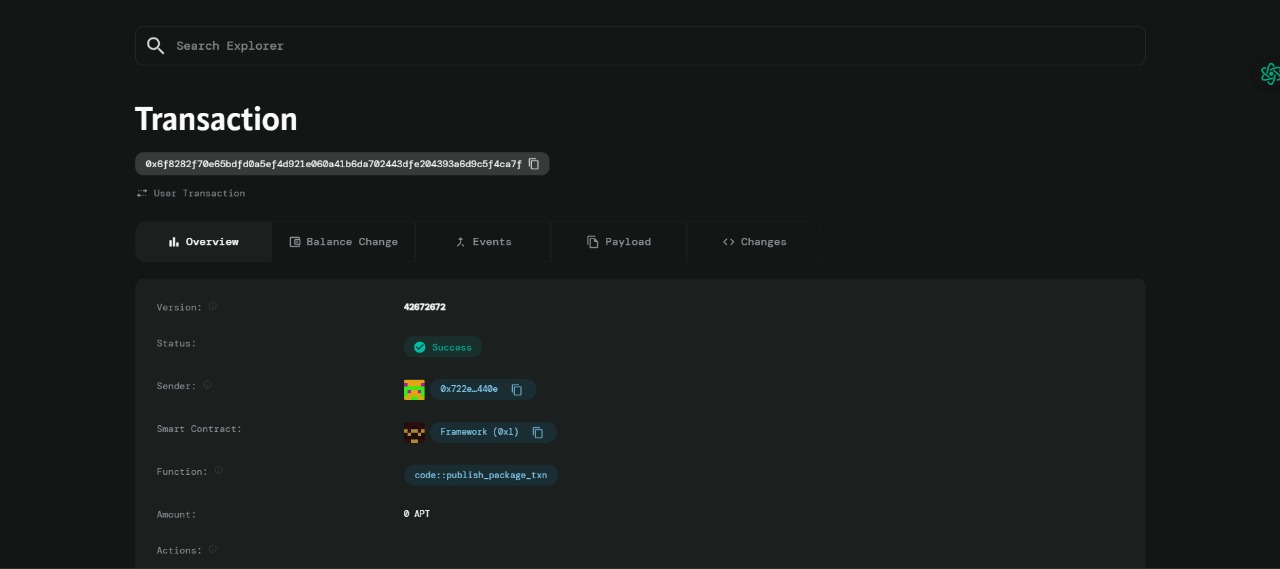 Search Explorer
Transaction
0x6f8282f70e65bdfd0a5ef4d921e060a41b6da702443dfe204393a6d9c5f4ca7f
User Transaction
Overview Balance Change Events Payload Changes
Version: 42672672
Status: Success
Sender: 0x722e…440e
Smart Contract: Framework (0x1)
Function: code::publish_package_txn
Amount: 0 APT
Actions: